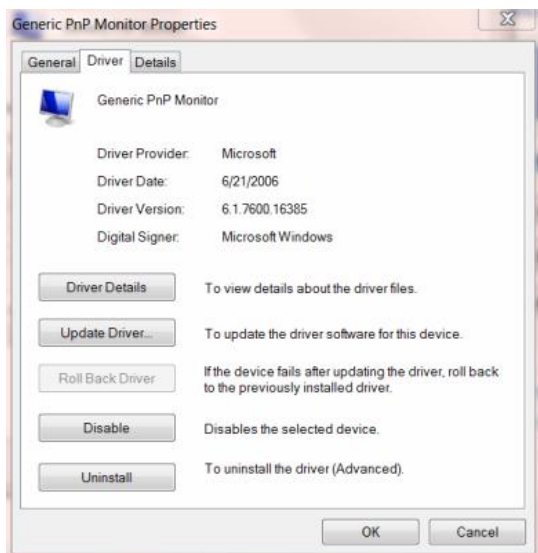 Generic PnP Monitor Properties
General Driver Details
Generic PnP Monitor
Driver Provider: Microsoft
Driver Date: 6/21/2006
Driver Version: 6.1.7600.16385
Digital Signer: Microsoft Windows
Driver Details To view details about the driver files.
Update Driver... To update the driver software for this device.
Roll Back Driver If the device fails after updating the driver, roll back
to the previously installed driver.
Disable Disables the selected device.
Uninstall To uninstall the driver (Advanced).
OK Cancel